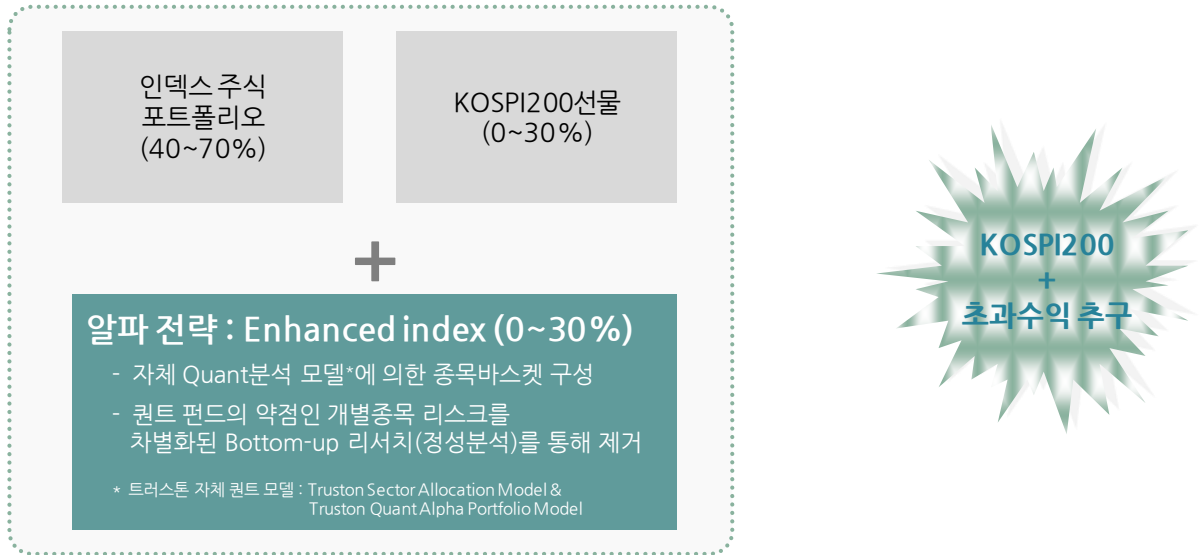 인덱스 주식
포트폴리오
(40~70%)
KOSPI200선물
(0~30%)
+
알파 전략 : Enhanced index (0~30%)
- 자체 Quant분석 모델*에 의한 종목바스켓 구성
- 퀀트 펀드의 약점인 개별종목 리스크를
차별화된 Bottom-up 리서치(정성분석)를 통해 제거
* 트러스톤 자체 퀀트 모델 : Truston Sector Allocation Model &
Truston Quant Alpha Portfolio Model
KOSPI200
+
초과수익 추구